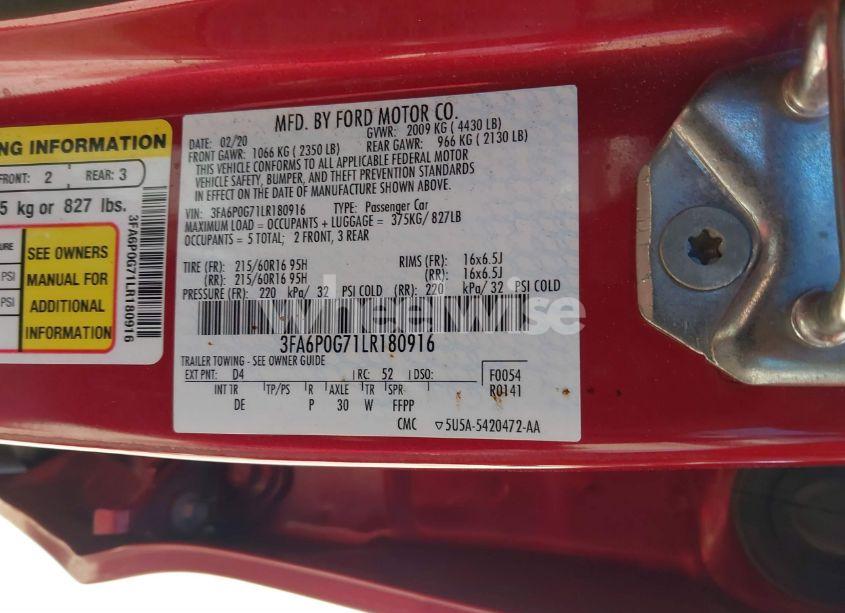 NG INFORMATION
FRONT: 2 REAR: 3
5 kg or 827 lbs.
URE
PSI
PSI
SEE OWNERS
MANUAL FOR
ADDITIONAL
INFORMATION
3FA6P0G71LR180916
MFD. BY FORD MOTOR CO.
DATE: 02/20 GVWR: 2009 KG ( 4430 LB)
FRONT GAWR: 1066 KG ( 2350 LB) REAR GAWR: 966 KG ( 2130 LB)
THIS VEHICLE CONFORMS TO ALL APPLICABLE FEDERAL MOTOR
VEHICLE SAFETY, BUMPER, AND THEFT PREVENTION STANDARDS
IN EFFECT ON THE DATE OF MANUFACTURE SHOWN ABOVE.
VIN: 3FA6P0G71LR180916 TYPE: Passenger Car
MAXIMUM LOAD = OCCUPANTS + LUGGAGE = 375KG/ 827LB
OCCUPANTS = 5 TOTAL; 2 FRONT, 3 REAR
TIRE (FR): 215/60R16 95H RIMS (FR): 16x6.5J
(RR): 215/60R16 95H (RR): 16x6.5J
PRESSURE (FR): 220 kPa/ 32 PSI COLD (RR): 220 kPa/ 32 PSI COLD
wheelwise
3FA6P0G71LR180916
TRAILER TOWING - SEE OWNER GUIDE
EXT PNT: D4 RC: 52 DSO: F0054
INT TR TP/PS R AXLE TR SPR R0141
DE P 30 W FFPP
CMC ▽5U5A-5420472-AA